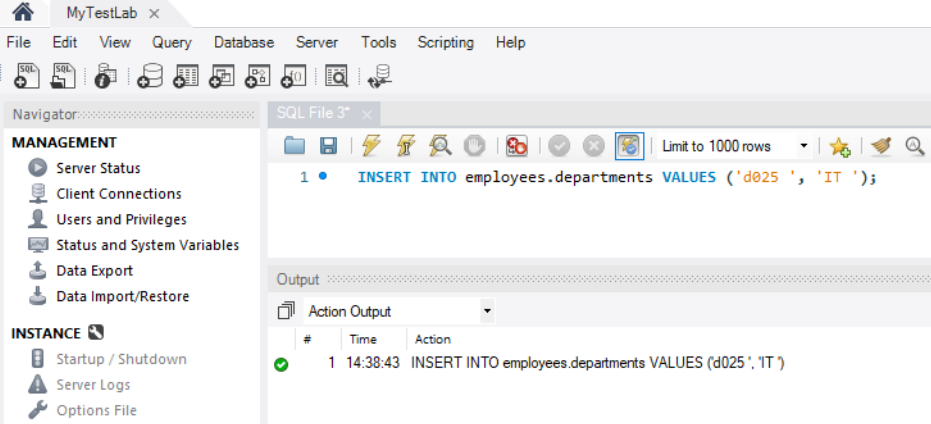 MyTestLab
File Edit View Query Database Server Tools Scripting Help
SQL SQL
Navigator
SQL File 3*
MANAGEMENT
Server Status
Client Connections
Users and Privileges
Status and System Variables
Data Export
Data Import/Restore
INSTANCE
Startup / Shutdown
Server Logs
Options File
Limit to 1000 rows
1 INSERT INTO employees.departments VALUES ('d025 ', 'IT ');
Output
Action Output
# Time Action
1 14:38:43 INSERT INTO employees.departments VALUES ('d025 ', 'IT ')